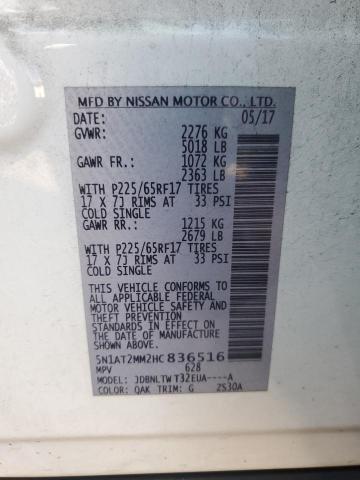 MFD BY NISSAN MOTOR CO., LTD.
DATE: 05/17
GVWR: 2276 KG
5018 LB
GAWR FR: 1072 KG
2363 LB
WITH P225/65RF17 TIRES
17 X 7J RIMS AT 33 PSI
COLD SINGLE
GAWR RR: 1215 KG
2679 LB
WITH P225/65RF17 TIRES
17 X 7J RIMS AT 33 PSI
COLD SINGLE
THIS VEHICLE CONFORMS TO ALL
APPLICABLE FEDERAL
MOTOR VEHICLE SAFETY AND
THEFT PREVENTION
STANDARDS IN EFFECT ON THE
DATE OF MANUFACTURE
SHOWN ABOVE.
5N1AT2MM2HC836516
MPV 628
MODEL: JDBNLTW T32EUA----A
COLOR: QAK TRIM: G 2S30A